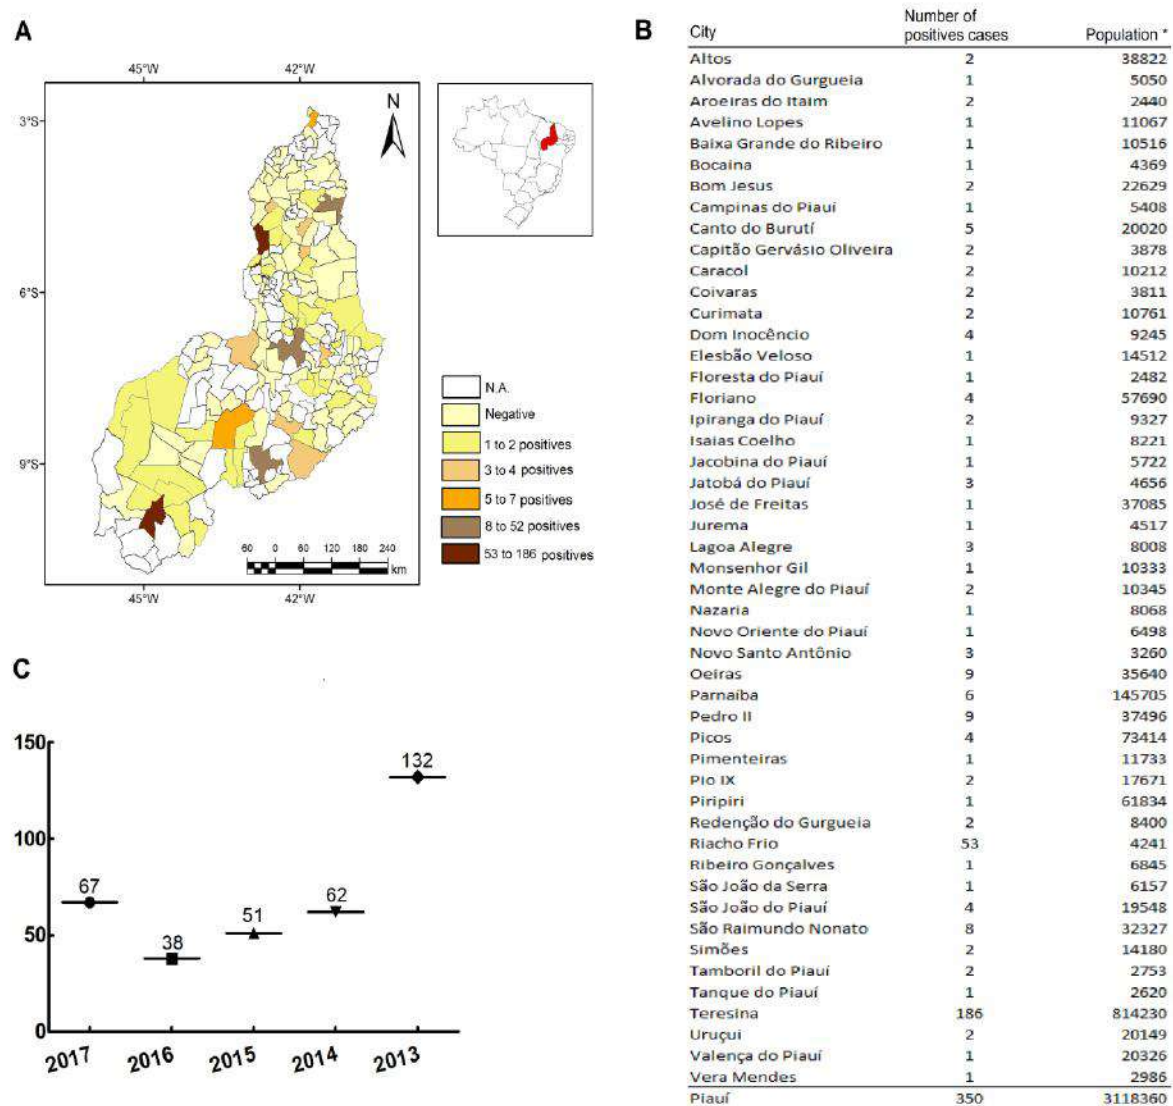 A
45°W
42°W
N
3°S
6°S
9°S
N.A.
Negative
1 to 2 positives
3 to 4 positives
5 to 7 positives
8 to 52 positives
53 to 186 positives
60 0 60 120 180 240
km
45°W
42°W
B
City Number of positives cases Population *
Altos 2 38822
Alvorada do Gurgueia 1 5050
Aroeiras do Itaim 2 2440
Avelino Lopes 1 11067
Baixa Grande do Ribeiro 1 10516
Bocaina 1 4369
Bom Jesus 2 22629
Campinas do Piauí 1 5408
Canto do Burutí 5 20020
Capitão Gervásio Oliveira 2 3878
Caracol 2 10212
Coivaras 2 3811
Curimata 2 10761
Dom Inocêncio 4 9245
Elesbão Veloso 1 14512
Floresta do Piauí 1 2482
Floriano 4 57690
Ipiranga do Piauí 2 9327
Isaias Coelho 1 8221
Jacobina do Piauí 1 5722
Jatobá do Piauí 3 4656
José de Freitas 1 37085
Jurema 1 4517
Lagoa Alegre 3 8008
Monsenhor Gil 1 10333
Monte Alegre do Piauí 2 10345
Nazaria 1 8068
Novo Oriente do Piauí 1 6498
Novo Santo Antônio 3 3260
Oeiras 9 35640
Parnaíba 6 145705
Pedro II 9 37496
Picos 4 73414
Pimenteiras 1 11733
Pio IX 2 17671
Piripiri 1 61834
Redenção do Gurgueia 2 8400
Riacho Frio 53 4241
Ribeiro Gonçalves 1 6845
São João da Serra 1 6157
São João do Piauí 4 19548
São Raimundo Nonato 8 32327
Simões 2 14180
Tamboril do Piauí 2 2753
Tanque do Piauí 1 2620
Teresina 186 814230
Uruçui 2 20149
Valença do Piauí 1 20326
Vera Mendes 1 2986
Piauí 350 3118360
C
150
100
50
0
67
38
51
62
132
2017 2016 2015 2014 2013